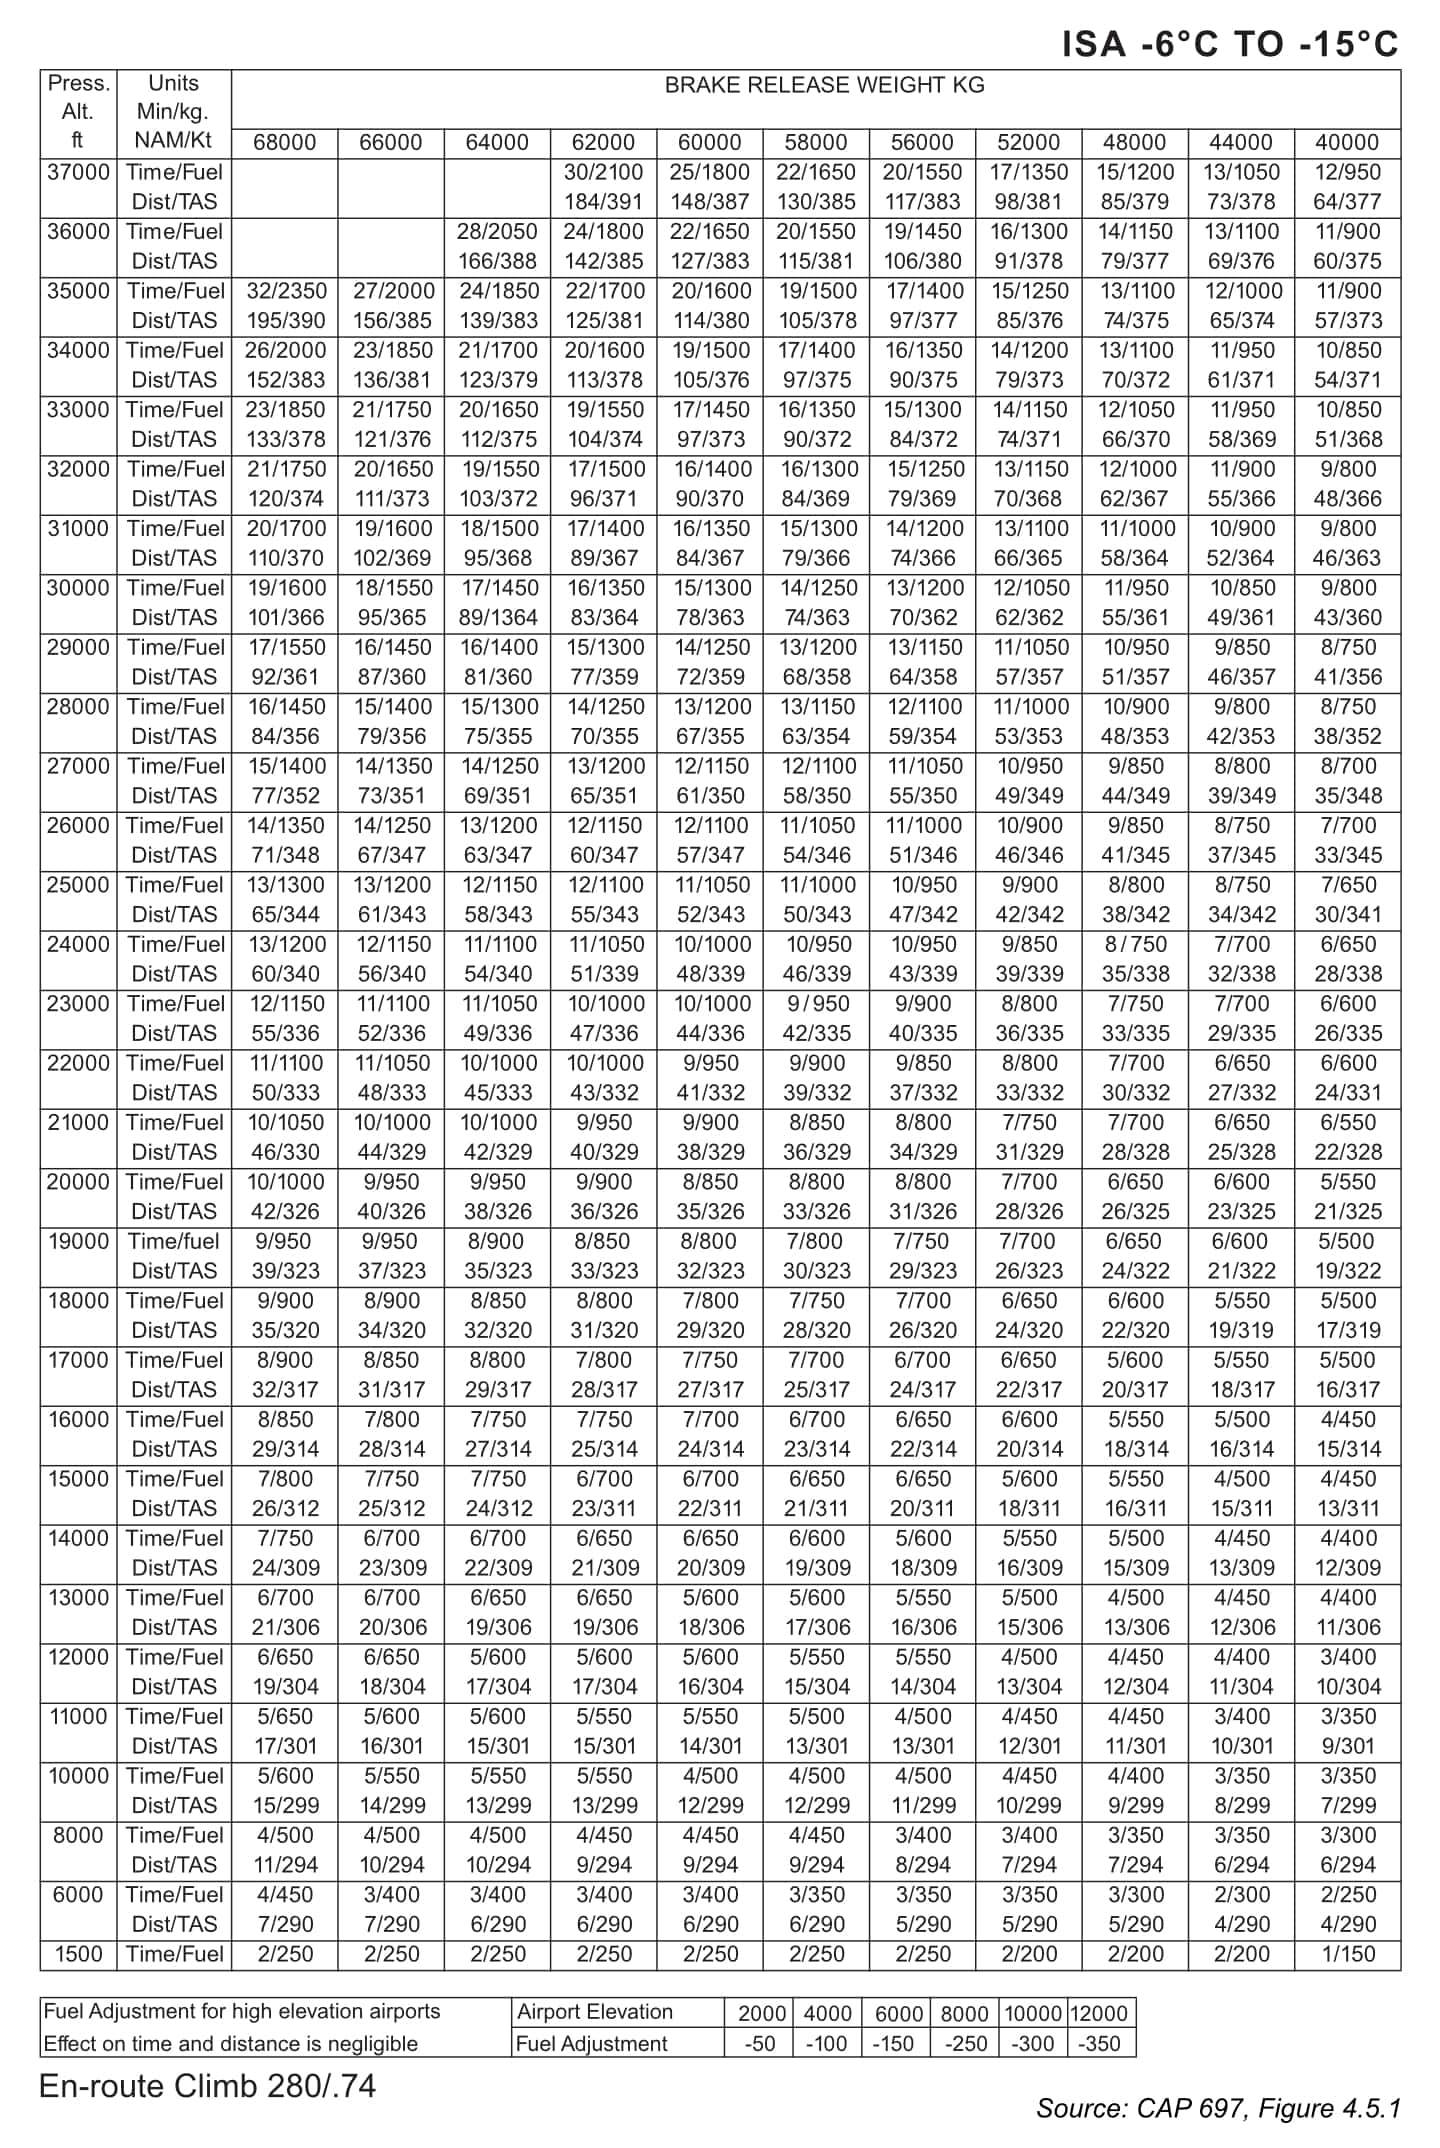 ISA -6°C TO -15°C
Press. Units BRAKE RELEASE WEIGHT KG
Alt. Min/kg.
ft NAM/Kt 68000 66000 64000 62000 60000 58000 56000 52000 48000 44000 40000
37000 Time/Fuel 30/2100 25/1800 22/1650 20/1550 17/1350 15/1200 13/1050 12/950
Dist/TAS 184/391 148/387 130/385 117/383 98/381 85/379 73/378 64/377
36000 Time/Fuel 28/2050 24/1800 22/1650 20/1550 19/1450 16/1300 14/1150 13/1100 11/900
Dist/TAS 166/388 142/385 127/383 115/381 106/380 91/378 79/377 69/376 60/375
35000 Time/Fuel 32/2350 27/2000 24/1850 22/1700 20/1600 19/1500 17/1400 15/1250 13/1100 12/1000 11/900
Dist/TAS 195/390 156/385 139/383 125/381 114/380 105/378 97/377 85/376 74/375 65/374 57/373
34000 Time/Fuel 26/2000 23/1850 21/1700 20/1600 19/1500 17/1400 16/1350 14/1200 13/1100 11/950 10/850
Dist/TAS 152/383 136/381 123/379 113/378 105/376 97/375 90/375 79/373 70/372 61/371 54/371
33000 Time/Fuel 23/1850 21/1750 20/1650 19/1550 17/1450 16/1350 15/1300 14/1150 12/1050 11/950 10/850
Dist/TAS 133/378 121/376 112/375 104/374 97/373 90/372 84/372 74/371 66/370 58/369 51/368
32000 Time/Fuel 21/1750 20/1650 19/1550 17/1500 16/1400 16/1300 15/1250 13/1150 12/1000 11/900 9/800
Dist/TAS 120/374 111/373 103/372 96/371 90/370 84/369 79/369 70/368 62/367 55/366 48/366
31000 Time/Fuel 20/1700 19/1600 18/1500 17/1400 16/1350 15/1300 14/1200 13/1100 11/1000 10/900 9/800
Dist/TAS 110/370 102/369 95/368 89/367 84/367 79/366 74/366 66/365 58/364 52/364 46/363
30000 Time/Fuel 19/1600 18/1550 17/1450 16/1350 15/1300 14/1250 13/1200 12/1050 11/950 10/850 9/800
Dist/TAS 101/366 95/365 89/1364 83/364 78/363 74/363 70/362 62/362 55/361 49/361 43/360
29000 Time/Fuel 17/1550 16/1450 16/1400 15/1300 14/1250 13/1200 13/1150 11/1050 10/950 9/850 8/750
Dist/TAS 92/361 87/360 81/360 77/359 72/359 68/358 64/358 57/357 51/357 46/357 41/356
28000 Time/Fuel 16/1450 15/1400 15/1300 14/1250 13/1200 13/1150 12/1100 11/1000 10/900 9/800 8/750
Dist/TAS 84/356 79/356 75/355 70/355 67/355 63/354 59/354 53/353 48/353 42/353 38/352
27000 Time/Fuel 15/1400 14/1350 14/1250 13/1200 12/1150 12/1100 11/1050 10/950 9/850 8/800 8/700
Dist/TAS 77/352 73/351 69/351 65/351 61/350 58/350 55/350 49/349 44/349 39/349 35/348
26000 Time/Fuel 14/1350 14/1250 13/1200 12/1150 12/1100 11/1050 11/1000 10/900 9/850 8/750 7/700
Dist/TAS 71/348 67/347 63/347 60/347 57/347 54/346 51/346 46/346 41/345 37/345 33/345
25000 Time/Fuel 13/1300 13/1200 12/1150 12/1100 11/1050 11/1000 10/950 9/900 8/800 8/750 7/650
Dist/TAS 65/344 61/343 58/343 55/343 52/343 50/343 47/342 42/342 38/342 34/342 30/341
24000 Time/Fuel 13/1200 12/1150 11/1100 11/1050 10/1000 10/950 10/950 9/850 8/750 7/700 6/650
Dist/TAS 60/340 56/340 54/340 51/339 48/339 46/339 43/339 39/339 35/338 32/338 28/338
23000 Time/Fuel 12/1150 11/1100 11/1050 10/1000 10/1000 9/950 9/900 8/800 7/750 7/700 6/600
Dist/TAS 55/336 52/336 49/336 47/336 44/336 42/335 40/335 36/335 33/335 29/335 26/335
22000 Time/Fuel 11/1100 11/1050 10/1000 10/1000 9/950 9/900 9/850 8/800 7/700 6/650 6/600
Dist/TAS 50/333 48/333 45/333 43/332 41/332 39/332 37/332 33/332 30/332 27/332 24/331
21000 Time/Fuel 10/1050 10/1000 10/1000 9/950 9/900 8/850 8/800 7/750 7/700 6/650 6/550
Dist/TAS 46/330 44/329 42/329 40/329 38/329 36/329 34/329 31/329 28/328 25/328 22/328
20000 Time/Fuel 10/1000 9/950 9/950 9/900 8/850 8/800 8/800 7/700 6/650 6/600 5/550
Dist/TAS 42/326 40/326 38/326 36/326 35/326 33/326 31/326 28/326 26/325 23/325 21/325
19000 Time/fuel 9/950 9/950 8/900 8/850 8/800 7/800 7/750 7/700 6/650 6/600 5/500
Dist/TAS 39/323 37/323 35/323 33/323 32/323 30/323 29/323 26/323 24/322 21/322 19/322
18000 Time/Fuel 9/900 8/900 8/850 8/800 7/800 7/750 7/700 6/650 6/600 5/550 5/500
Dist/TAS 35/320 34/320 32/320 31/320 29/320 28/320 26/320 24/320 22/320 19/319 17/319
17000 Time/Fuel 8/900 8/850 8/800 7/800 7/750 7/700 6/700 6/650 5/600 5/550 5/500
Dist/TAS 32/317 31/317 29/317 28/317 27/317 25/317 24/317 22/317 20/317 18/317 16/317
16000 Time/Fuel 8/850 7/800 7/750 7/750 7/700 6/700 6/650 6/600 5/550 5/500 4/450
Dist/TAS 29/314 28/314 27/314 25/314 24/314 23/314 22/314 20/314 18/314 16/314 15/314
15000 Time/Fuel 7/800 7/750 7/750 6/700 6/700 6/650 6/650 5/600 5/550 4/500 4/450
Dist/TAS 26/312 25/312 24/312 23/311 22/311 21/311 20/311 18/311 16/311 15/311 13/311
14000 Time/Fuel 7/750 6/700 6/700 6/650 6/650 6/600 5/600 5/550 5/500 4/450 4/400
Dist/TAS 24/309 23/309 22/309 21/309 20/309 19/309 18/309 16/309 15/309 13/309 12/309
13000 Time/Fuel 6/700 6/700 6/650 6/650 5/600 5/600 5/550 5/500 4/500 4/450 4/400
Dist/TAS 21/306 20/306 19/306 19/306 18/306 17/306 16/306 15/306 13/306 12/306 11/306
12000 Time/Fuel 6/650 6/650 5/600 5/600 5/600 5/550 5/550 4/500 4/450 4/400 3/400
Dist/TAS 19/304 18/304 17/304 17/304 16/304 15/304 14/304 13/304 12/304 11/304 10/304
11000 Time/Fuel 5/650 5/600 5/600 5/550 5/550 5/500 4/500 4/450 4/450 3/400 3/350
Dist/TAS 17/301 16/301 15/301 15/301 14/301 13/301 13/301 12/301 11/301 10/301 9/301
10000 Time/Fuel 5/600 5/550 5/550 5/550 4/500 4/500 4/500 4/450 4/400 3/350 3/350
Dist/TAS 15/299 14/299 13/299 13/299 12/299 12/299 11/299 10/299 9/299 8/299 7/299
8000 Time/Fuel 4/500 4/500 4/500 4/450 4/450 4/450 3/400 3/400 3/350 3/350 3/300
Dist/TAS 11/294 10/294 10/294 9/294 9/294 9/294 8/294 7/294 7/294 6/294 6/294
6000 Time/Fuel 4/450 3/400 3/400 3/400 3/400 3/350 3/350 3/350 3/300 2/300 2/250
Dist/TAS 7/290 7/290 6/290 6/290 6/290 6/290 5/290 5/290 5/290 4/290 4/290
1500 Time/Fuel 2/250 2/250 2/250 2/250 2/250 2/250 2/250 2/200 2/200 2/200 1/150
Fuel Adjustment for high elevation airports Airport Elevation 2000 4000 6000 8000 10000 12000
Effect on time and distance is negligible Fuel Adjustment -50 -100 -150 -250 -300 -350
En-route Climb 280/.74
Source: CAP 697, Figure 4.5.1